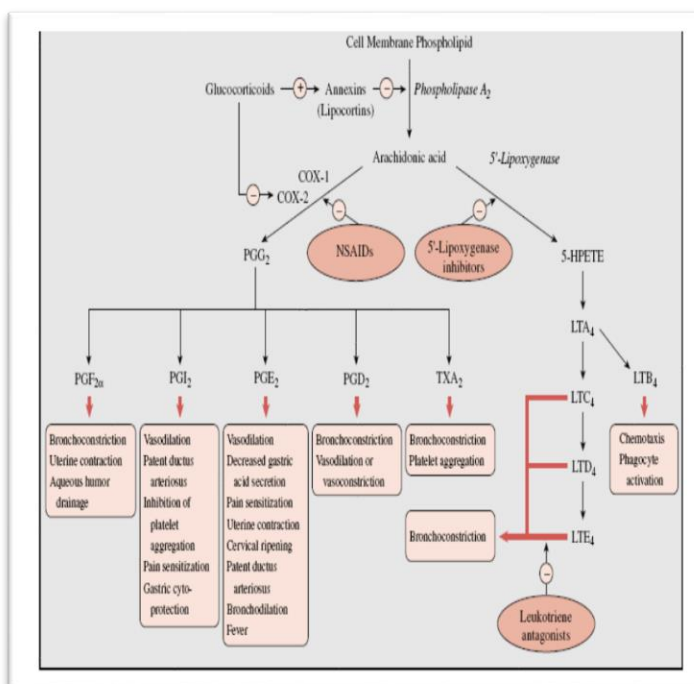 Cell Membrane Phospholipid
Glucocorticoids
+
Annexins
(Lipocortins)
−
Phospholipase A₂
Arachidonic acid
5'-Lipoxygenase
COX-1
COX-2
−
−
−
NSAIDs
5'-Lipoxygenase
inhibitors
PGG₂
5-HPETE
LTA₄
PGF₂α
PGI₂
PGE₂
PGD₂
TXA₂
LTC₄
LTB₄
Bronchoconstriction
Uterine contraction
Aqueous humor
drainage
Vasodilation
Patent ductus
arteriosus
Inhibition of
platelet
aggregation
Pain sensitization
Gastric cyto-
protection
Vasodilation
Decreased gastric
acid secretion
Pain sensitization
Uterine contraction
Cervical ripening
Patent ductus
arteriosus
Bronchodilation
Fever
Bronchoconstriction
Vasodilation or
vasoconstriction
Bronchoconstriction
Platelet aggregation
Chemotaxis
Phagocyte
activation
LTD₄
Bronchoconstriction
LTE₄
−
Leukotriene
antagonists